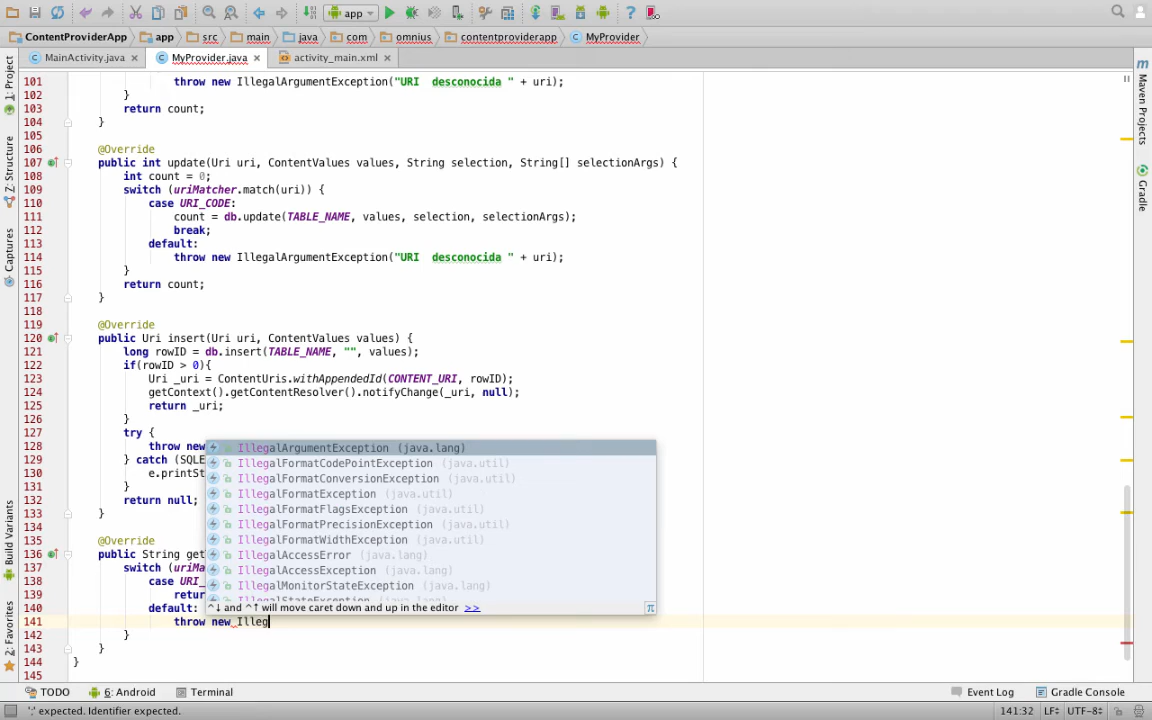 app
ContentProviderApp app src main java com omnius contentproviderapp MyProvider
MainActivity.java MyProvider.java activity_main.xml
1: Project
Z: Structure
Captures
Build Variants
2: Favorites
Maven Projects
Gradle
101 throw new IllegalArgumentException("URI desconocida " + uri);
102 }
103 return count;
104 }
105
106 @Override
107 public int update(Uri uri, ContentValues values, String selection, String[] selectionArgs) {
108 int count = 0;
109 switch (uriMatcher.match(uri)) {
110 case URI_CODE:
111 count = db.update(TABLE_NAME, values, selection, selectionArgs);
112 break;
113 default:
114 throw new IllegalArgumentException("URI desconocida " + uri);
115 }
116 return count;
117 }
118
119 @Override
120 public Uri insert(Uri uri, ContentValues values) {
121 long rowID = db.insert(TABLE_NAME, "", values);
122 if(rowID > 0){
123 Uri _uri = ContentUris.withAppendedId(CONTENT_URI, rowID);
124 getContext().getContentResolver().notifyChange(_uri, null);
125 return _uri;
126 }
127 try {
128 throw new
129 } catch (SQLE
130 e.printSt
131 }
132 return null;
133 }
134
135 @Override
136 public String get
137 switch (uriMa
138 case URI_
139 retur
140 default:
141 throw new Illeg
142 }
143 }
144 }
145
IllegalArgumentException (java.lang)
IllegalFormatCodePointException (java.util)
IllegalFormatConversionException (java.util)
IllegalFormatException (java.util)
IllegalFormatFlagsException (java.util)
IllegalFormatPrecisionException (java.util)
IllegalFormatWidthException (java.util)
IllegalAccessError (java.lang)
IllegalAccessException (java.lang)
IllegalMonitorStateException (java.lang)
IllegalStateException (java.lang)
^↓ and ^↑ will move caret down and up in the editor >> π
TODO 6: Android Terminal Event Log Gradle Console
';' expected. Identifier expected. 141:32 LF÷ UTF-8÷